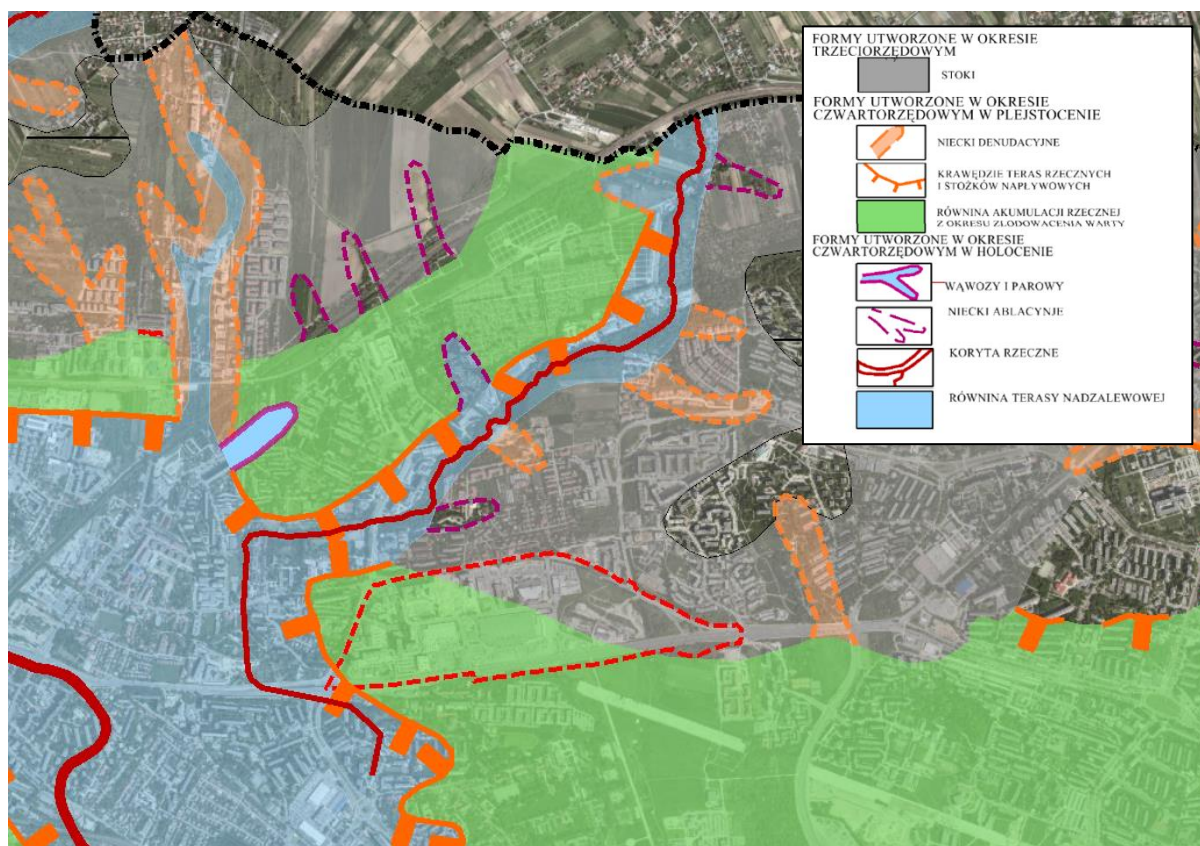 FORMY UTWORZONE W OKRESIE
TRZECIORZĘDOWYM
STOKI
FORMY UTWORZONE W OKRESIE
CZWARTORZĘDOWYM W PLEJSTOCENIE
NIECKI DENUDACYJNE
KRAWĘDZIE TERAS RZECZNYCH
I STOŻKÓW NAPŁYWOWYCH
RÓWNINA AKUMULACJI RZECZNEJ
Z OKRESU ZLODOWACENIA WARTY
FORMY UTWORZONE W OKRESIE
CZWARTORZĘDOWYM W HOLOCENIE
WĄWOZY I PAROWY
NIECKI ABLACYNJE
KORYTA RZECZNE
RÓWNINA TERASY NADZALEWOWEJ